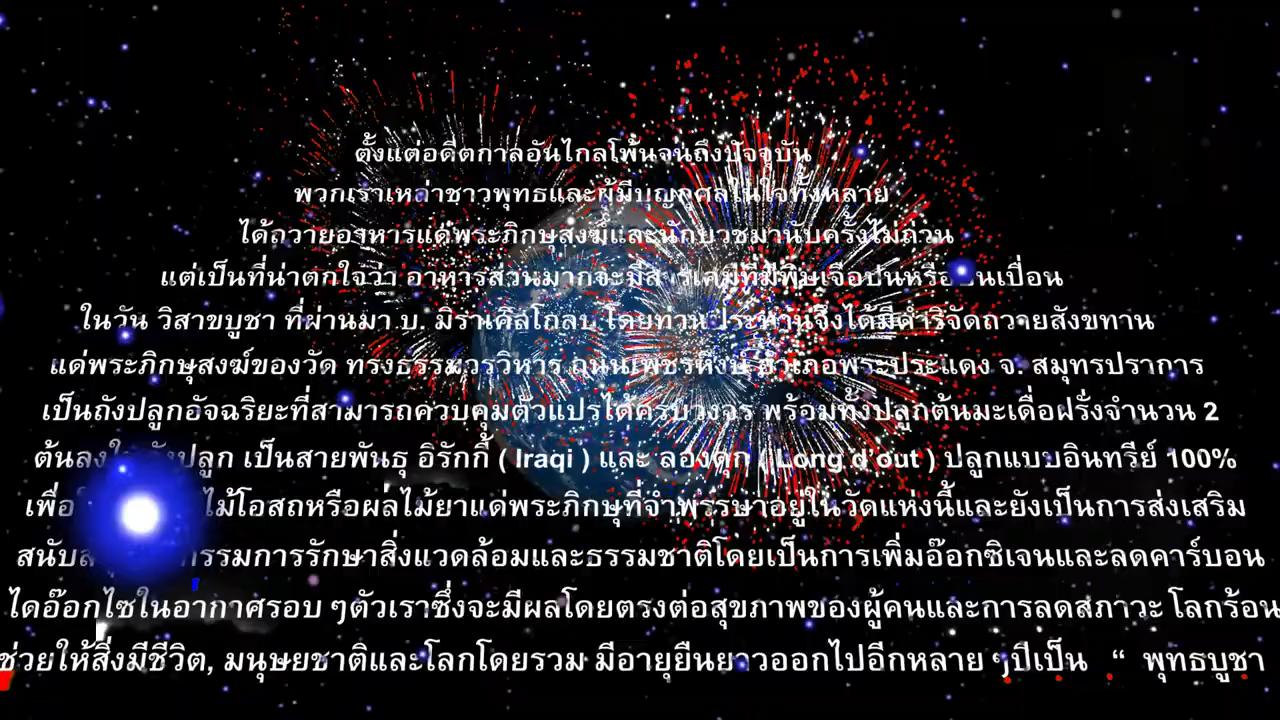 ตั้งแต่อดีตกาลอันไกลโพ้นจนถึงปัจจุบัน
พวกเราเหล่าชาวพุทธและผู้มีบุญกุศลในใจทั้งหลาย
ได้ถวายอาหารแด่พระภิกษุสงฆ์และนักบวชมานับครั้งไม่ถ้วน
แต่เป็นที่น่าตกใจว่า อาหารส่วนมากจะมีสารเคมีที่มีพิษเจือปนหรือปนเปื้อน
ในวัน วิสาขบูชา ที่ผ่านมา บ. มิรานศิลโกลบ โดยท่านประธานจึงได้มีดำริจัดถวายสังฆทาน
แด่พระภิกษุสงฆ์ของวัด ทรงธรรมวรวิหาร ถนนเพชรหึงษ์ อำเภอพระประแดง จ. สมุทรปราการ
เป็นถังปลูกอัจฉริยะที่สามารถควบคุมตัวแปรได้ครบวงจร พร้อมทั้งปลูกต้นมะเดื่อฝรั่งจำนวน 2
ต้นลงในถังปลูก เป็นสายพันธุ อิรักกี้ ( Iraqi ) และ ลองดุท ( Long d’out ) ปลูกแบบอินทรีย์ 100%
เพื่อ ไม้โอสถหรือผลไม้ยาแด่พระภิกษุที่จำพรรษาอยู่ในวัดแห่งนี้และยังเป็นการส่งเสริม
สนับสนุน กรรมการรักษาสิ่งแวดล้อมและธรรมชาติโดยเป็นการเพิ่มอ๊อกซิเจนและลดคาร์บอน
ไดอ๊อกไซในอากาศรอบ ๆตัวเราซึ่งจะมีผลโดยตรงต่อสุขภาพของผู้คนและการลดสภาวะ โลกร้อน
ช่วยให้สิ่งมีชีวิต, มนุษยชาติและโลกโดยรวม มีอายุยืนยาวออกไปอีกหลาย ๆปีเป็น “ พุทธบูชา